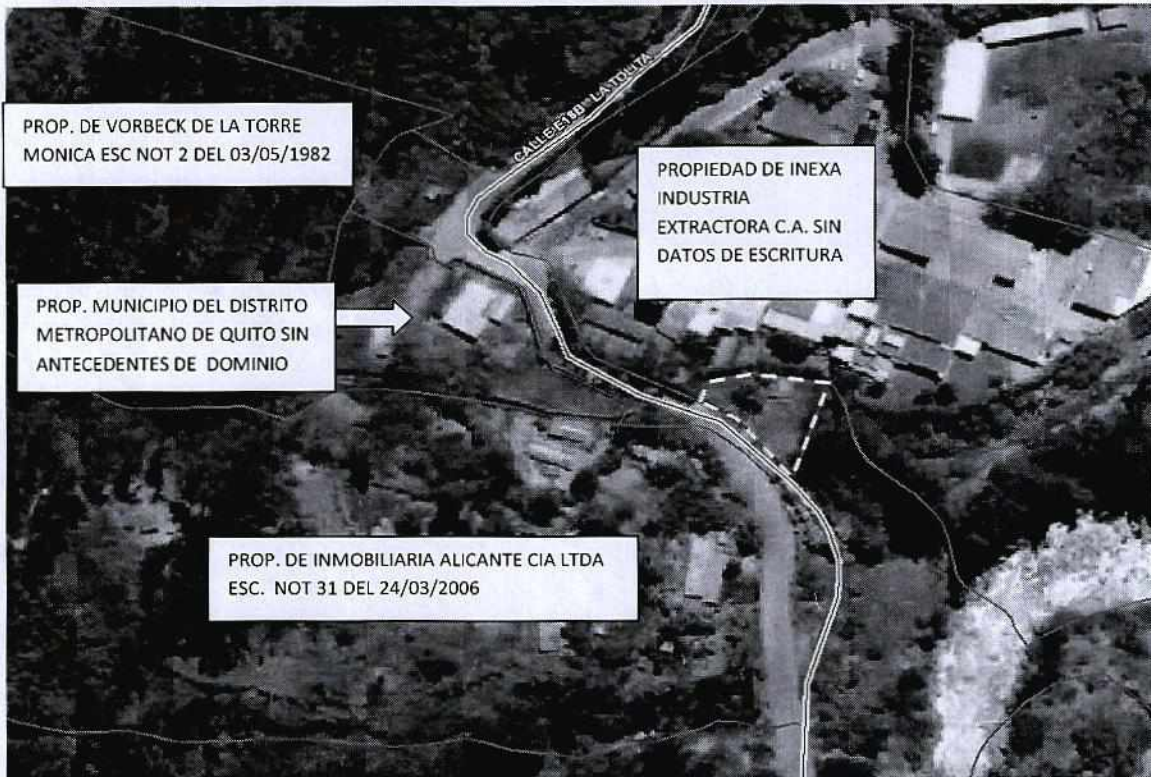 CALLE E18B LA TOLITA
PROP. DE VORBECK DE LA TORRE
MONICA ESC NOT 2 DEL 03/05/1982
PROPIEDAD DE INEXA
INDUSTRIA
EXTRACTORA C.A. SIN
DATOS DE ESCRITURA
PROP. MUNICIPIO DEL DISTRITO
METROPOLITANO DE QUITO SIN
ANTECEDENTES DE DOMINIO
PROP. DE INMOBILIARIA ALICANTE CIA LTDA
ESC. NOT 31 DEL 24/03/2006